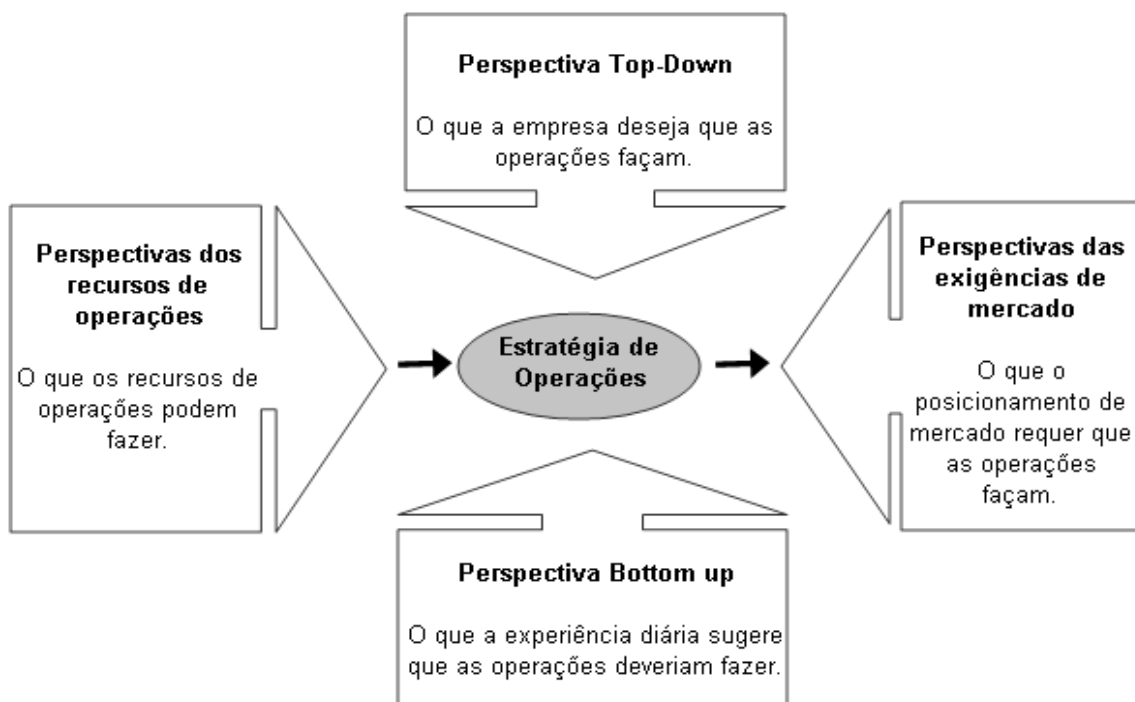 Perspectiva Top-Down
O que a empresa deseja que as
operações façam.
Perspectivas dos
recursos de
operações
O que os recursos de
operações podem
fazer.
Estratégia de
Operações
Perspectivas das
exigências de
mercado
O que o
posicionamento de
mercado requer que
as operações
façam.
Perspectiva Bottom up
O que a experiência diária sugere
que as operações deveriam fazer.